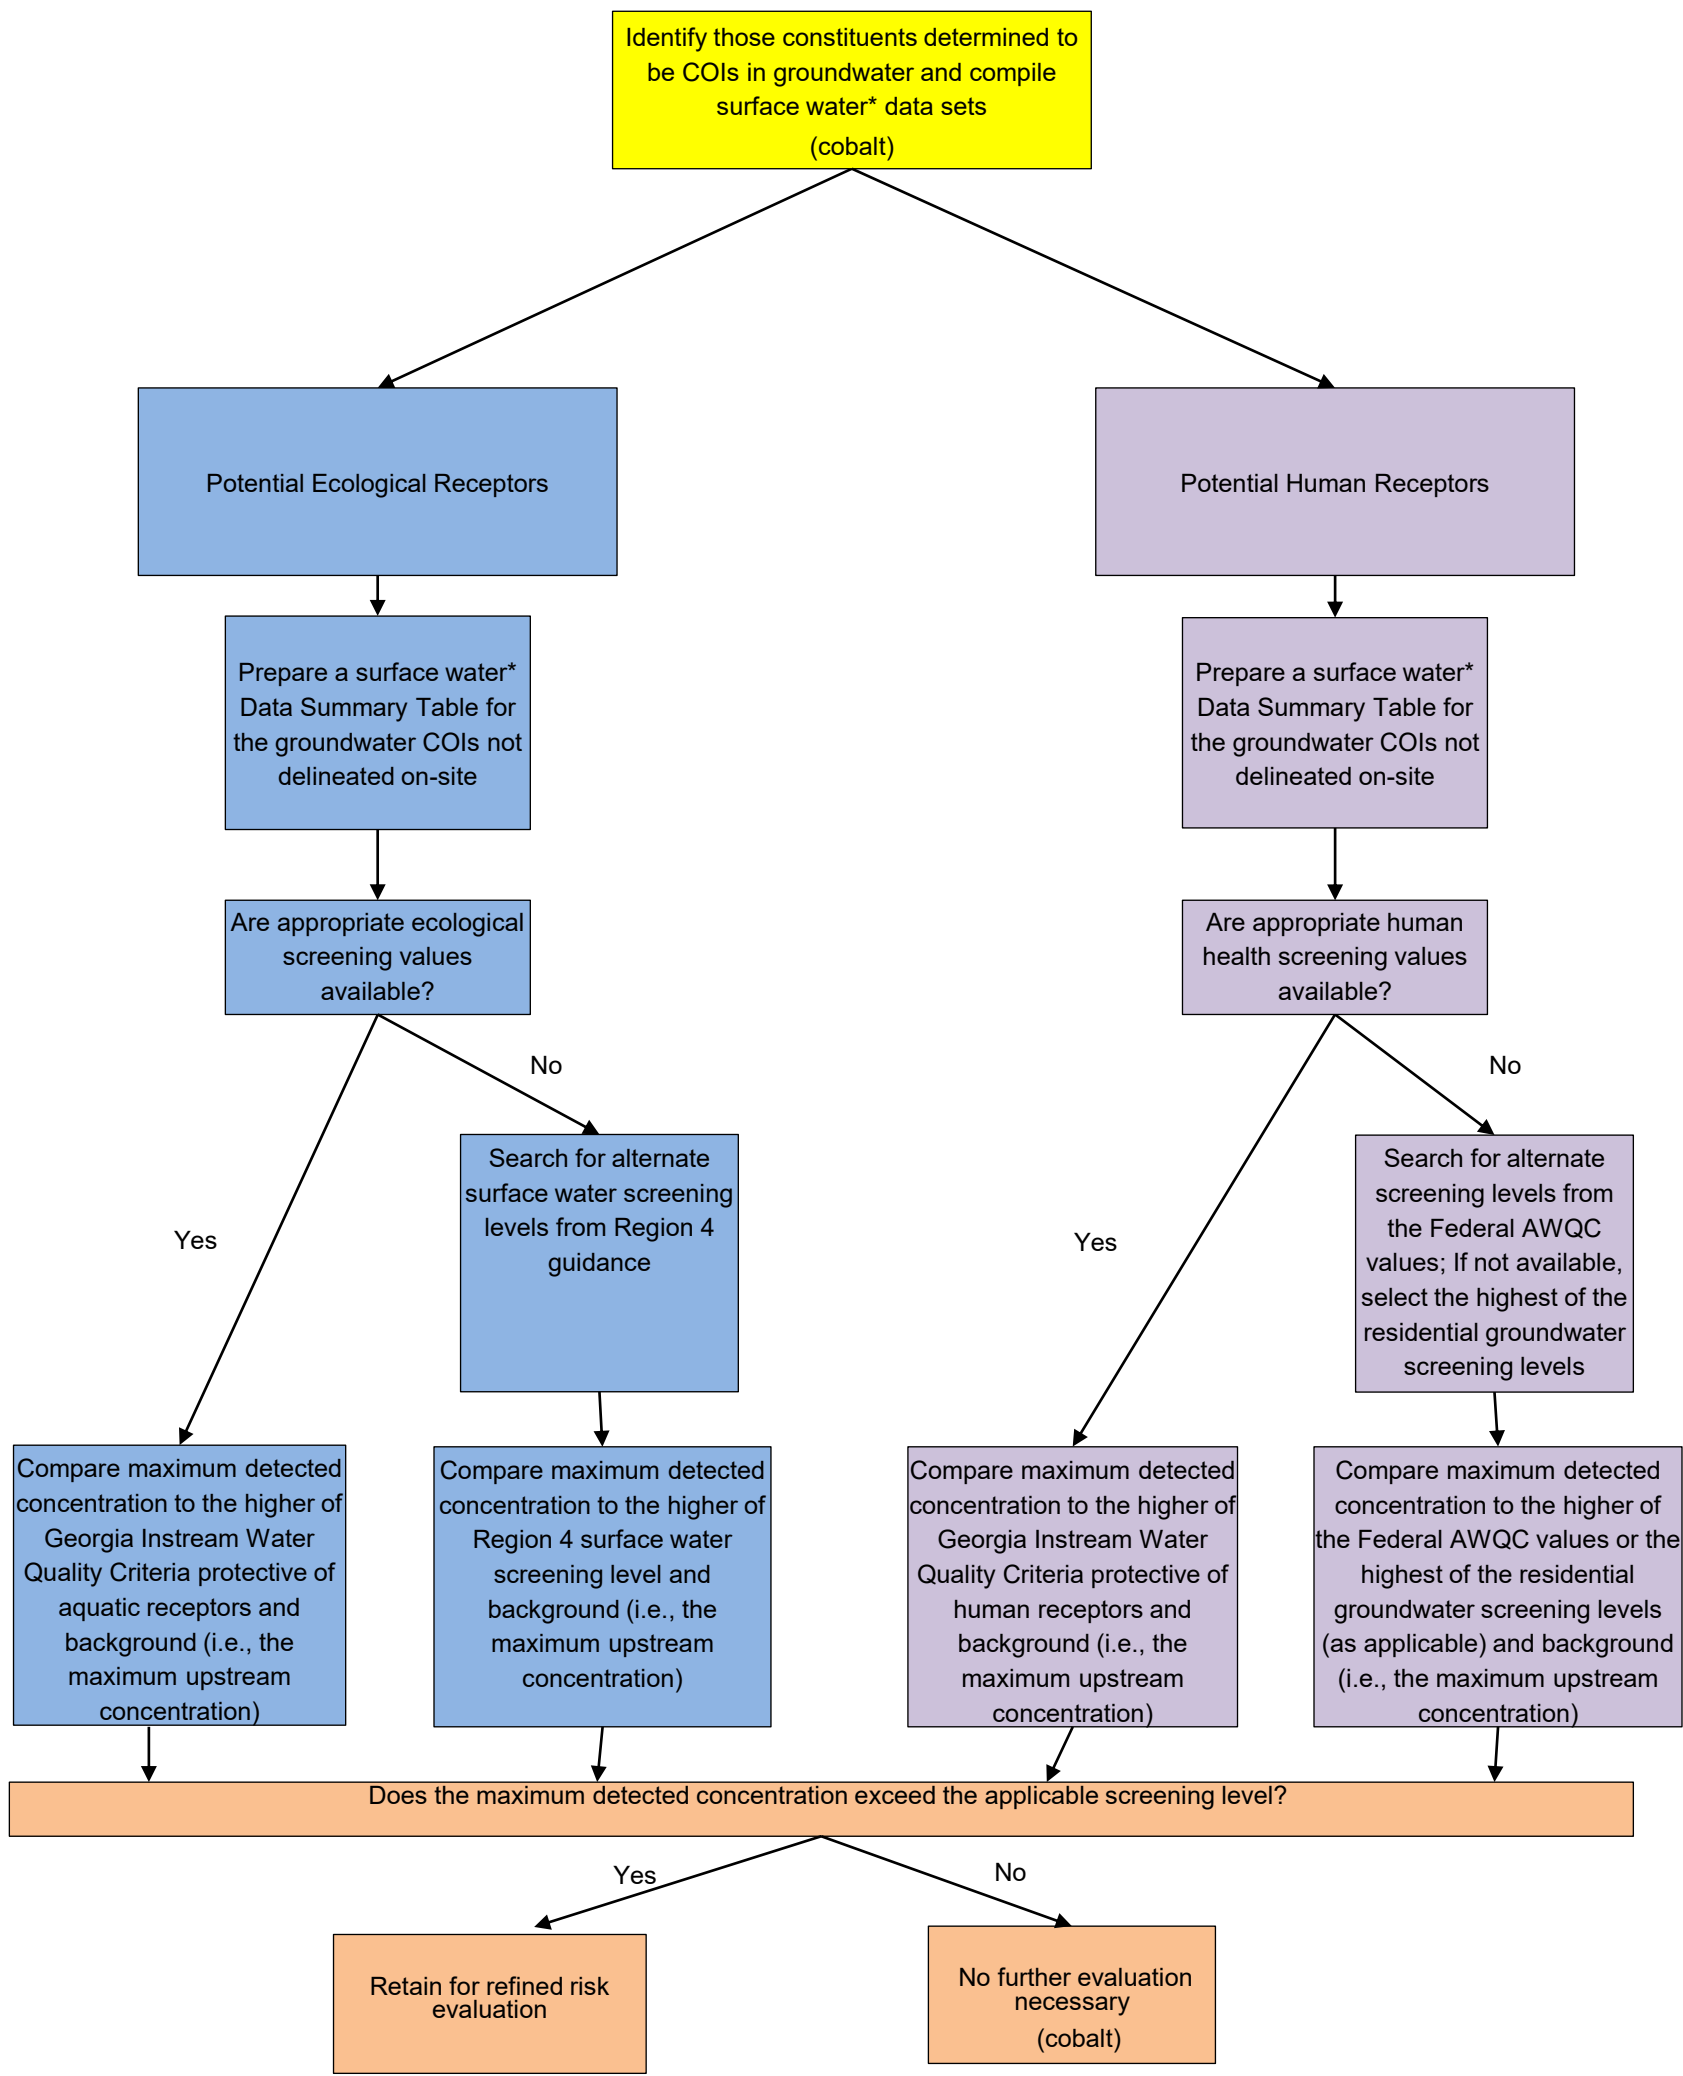 Identify those constituents determined to
be COIs in groundwater and compile
surface water* data sets
(cobalt)
Potential Ecological Receptors
Potential Human Receptors
Prepare a surface water*
Data Summary Table for
the groundwater COIs not
delineated on-site
Prepare a surface water*
Data Summary Table for
the groundwater COIs not
delineated on-site
Are appropriate ecological
screening values
available?
Are appropriate human
health screening values
available?
No
No
Yes
Yes
Search for alternate
surface water screening
levels from Region 4
guidance
Search for alternate
screening levels from
the Federal AWQC
values; If not available,
select the highest of the
residential groundwater
screening levels
Compare maximum detected
concentration to the higher of
Georgia Instream Water
Quality Criteria protective of
aquatic receptors and
background (i.e., the
maximum upstream
concentration)
Compare maximum detected
concentration to the higher of
Region 4 surface water
screening level and
background (i.e., the
maximum upstream
concentration)
Compare maximum detected
concentration to the higher of
Georgia Instream Water
Quality Criteria protective of
human receptors and
background (i.e., the
maximum upstream
concentration)
Compare maximum detected
concentration to the higher of
the Federal AWQC values or the
highest of the residential
groundwater screening levels
(as applicable) and background
(i.e., the maximum upstream
concentration)
Does the maximum detected concentration exceed the applicable screening level?
Yes
No
Retain for refined risk
evaluation
No further evaluation
necessary
(cobalt)